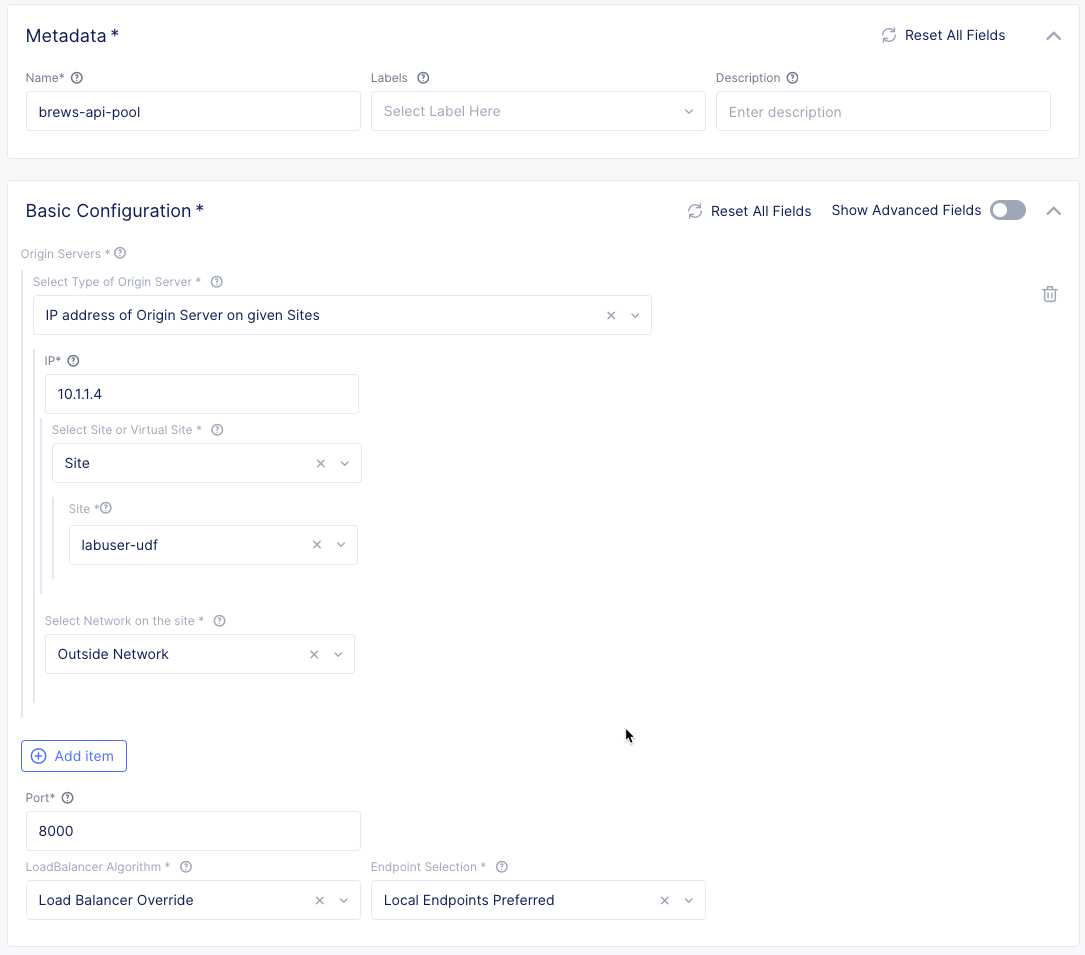 Metadata *
Reset All Fields
Name*
Labels
Description
brews-api-pool
Select Label Here
Enter description
Basic Configuration *
Reset All Fields
Show Advanced Fields
Origin Servers *
Select Type of Origin Server *
IP address of Origin Server on given Sites
IP*
10.1.1.4
Select Site or Virtual Site *
Site
Site *
labuser-udf
Select Network on the site *
Outside Network
Add item
Port*
8000
LoadBalancer Algorithm *
Endpoint Selection *
Load Balancer Override
Local Endpoints Preferred